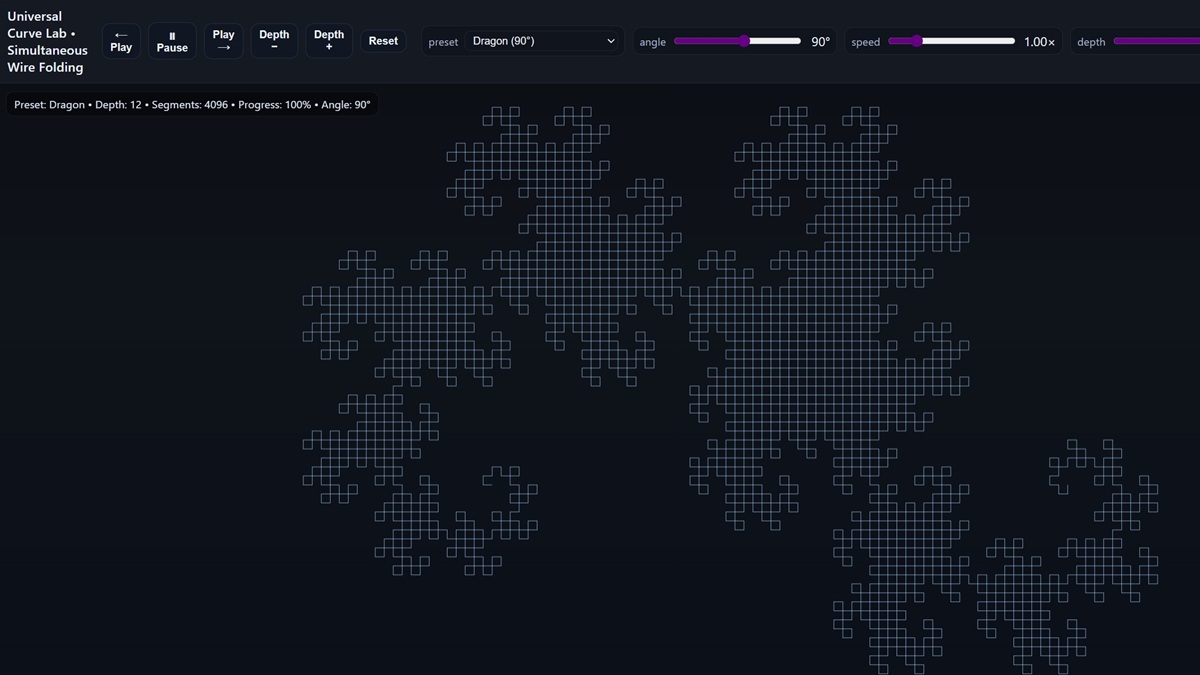 Universal
Curve Lab •
Simultaneous
Wire Folding
← Play
⏸ Pause
Play →
Depth −
Depth +
Reset
preset Dragon (90°)
angle 90°
speed 1.00×
depth
Preset: Dragon • Depth: 12 • Segments: 4096 • Progress: 100% • Angle: 90°